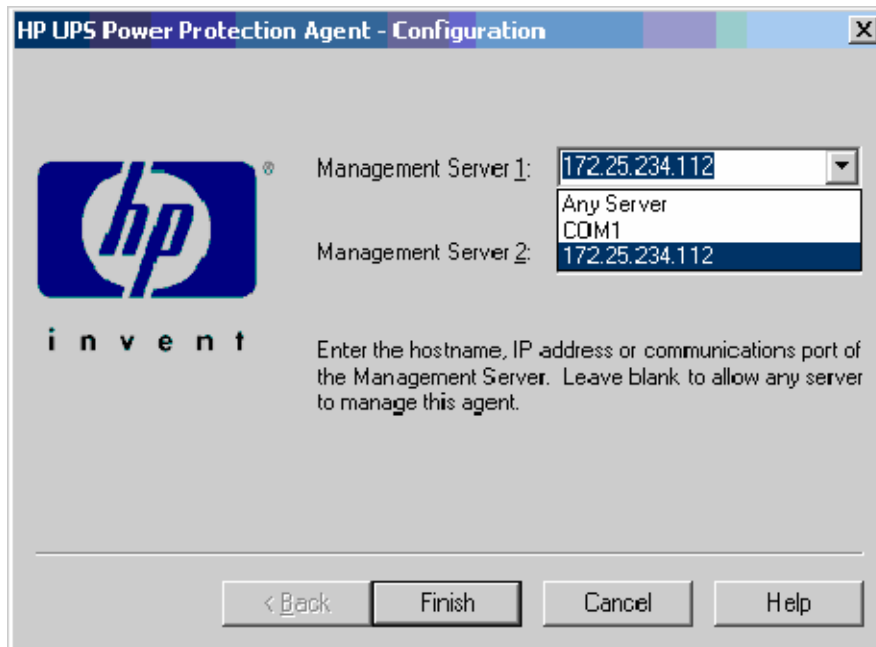 HP UPS Power Protection Agent - Configuration
hp
®
i n v e n t
Management Server 1:
172.25.234.112
Any Server
COM1
172.25.234.112
Management Server 2:
Enter the hostname, IP address or communications port of
the Management Server. Leave blank to allow any server
to manage this agent.
< Back
Finish
Cancel
Help